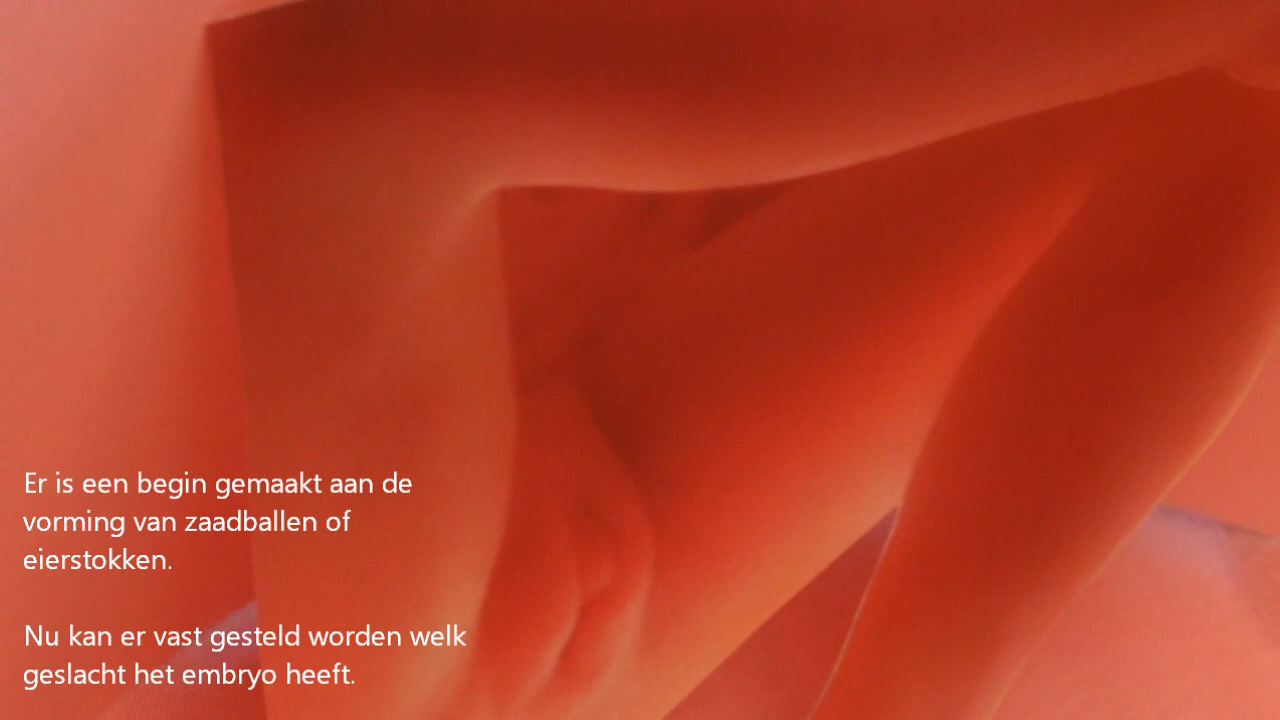 Er is een begin gemaakt aan de
vorming van zaadballen of
eierstokken.
Nu kan er vast gesteld worden welk
geslacht het embryo heeft.